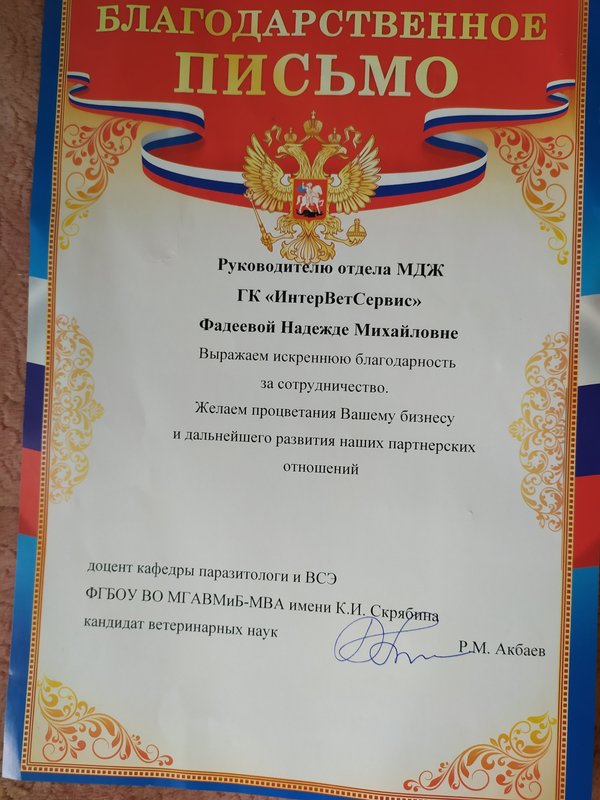 БЛАГОДАРСТВЕННОЕ
ПИСЬМО
Руководителю отдела МДЖ
ГК «ИнтерВетСервис»
Фадеевой Надежде Михайловне
Выражаем искреннюю благодарность
за сотрудничество.
Желаем процветания Вашему бизнесу
и дальнейшего развития наших партнерских
отношений
доцент кафедры паразитологи и ВСЭ
ФГБОУ ВО МГАВМиБ-МВА имени К.И. Скрябина
кандидат ветеринарных наук
Р.М. Акбаев